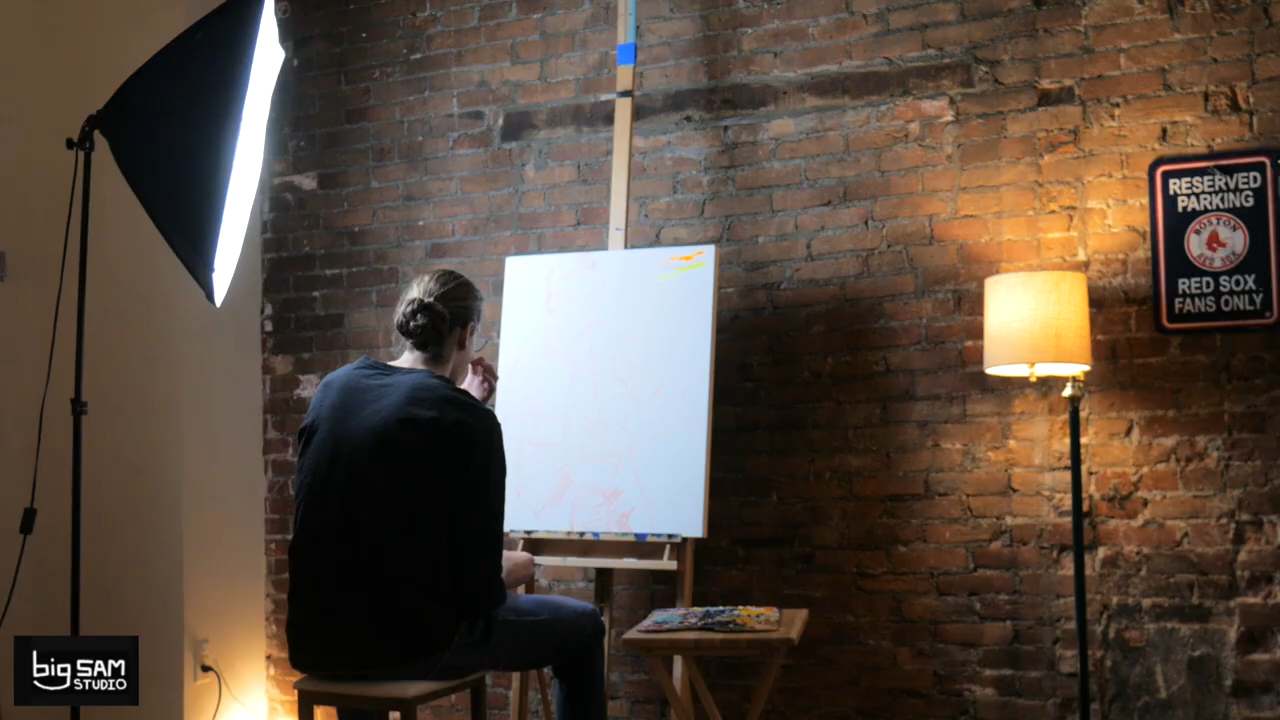 RESERVED
PARKING
BOSTON
RED SOX
RED SOX
FANS ONLY
big SAM
STUDIO